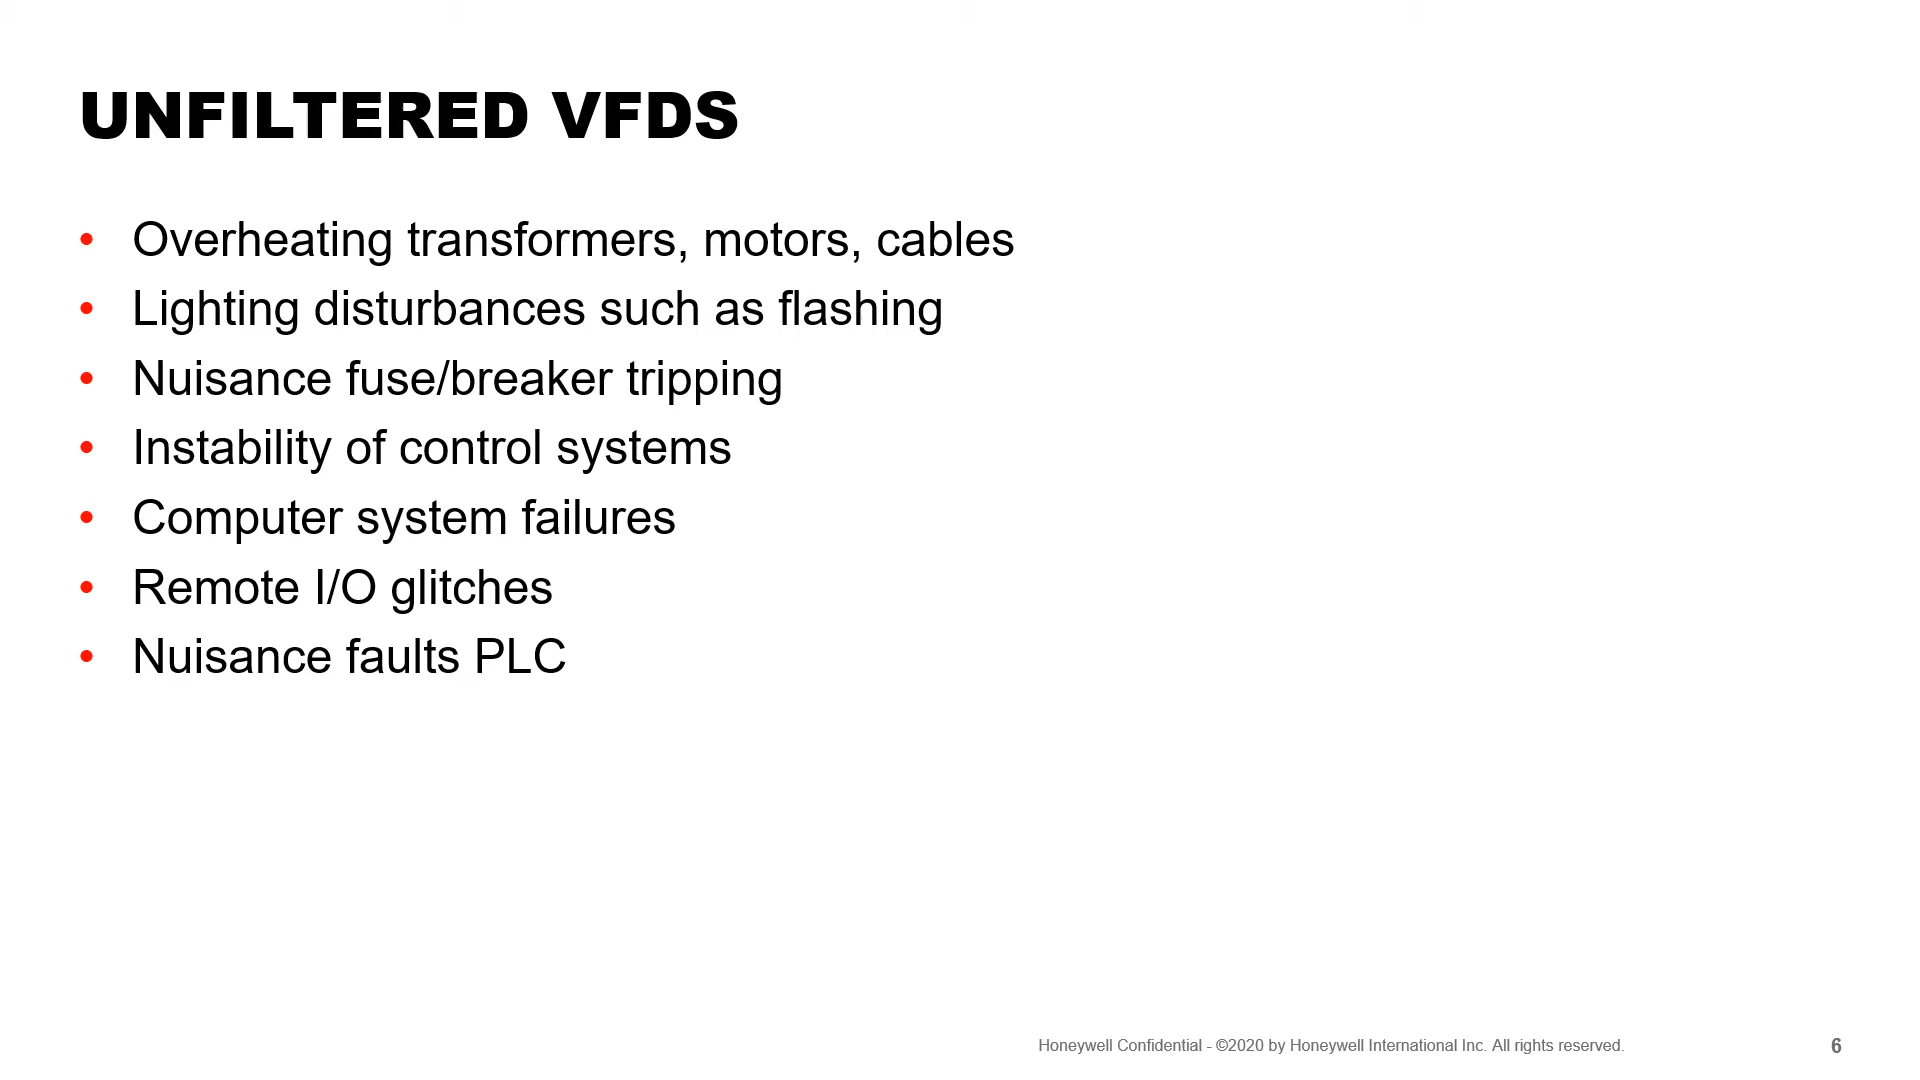 UNFILTERED VFDS
• Overheating transformers, motors, cables
• Lighting disturbances such as flashing
• Nuisance fuse/breaker tripping
• Instability of control systems
• Computer system failures
• Remote I/O glitches
• Nuisance faults PLC
Honeywell Confidential - ©2020 by Honeywell International Inc. All rights reserved.
6